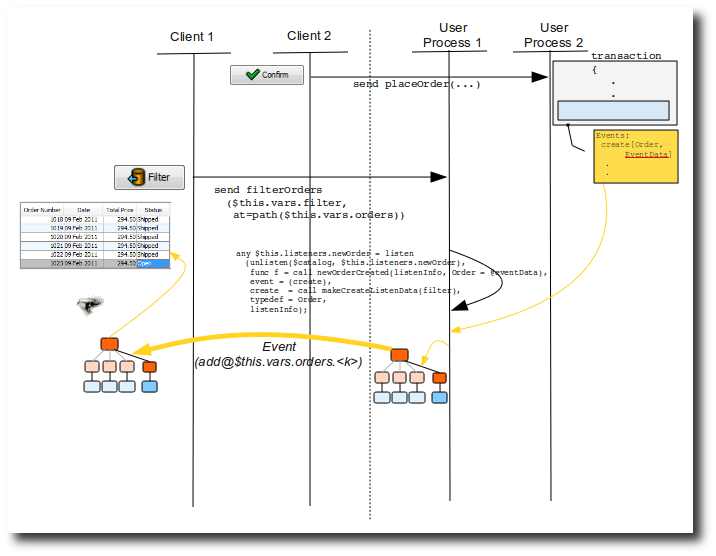 Client 1
Client 2
User
Process 1
User
Process 2
transaction
{
.
.
Confirm
send placeOrder(...)
Events:
create[Order,
EventData]
.
.
Filter
send filterOrders
($this.vars.filter,
at=path($this.vars.orders))
Order Number Date Total Price Status
1018 09 Feb 2011 294.50 Shipped
1019 09 Feb 2011 294.50 Shipped
1020 09 Feb 2011 294.50 Shipped
1021 09 Feb 2011 294.50 Shipped
1022 09 Feb 2011 294.50 Shipped
1023 09 Feb 2011 294.50 Open
any $this.listeners.newOrder = listen
(unlisten($catalog, $this.listeners.newOrder),
func f = call newOrderCreated(listenInfo, Order = @eventData),
event = (create),
create = call makeCreateListenData(filter),
typedef = Order,
listenInfo);
Event
(add@$this.vars.orders.<k>)